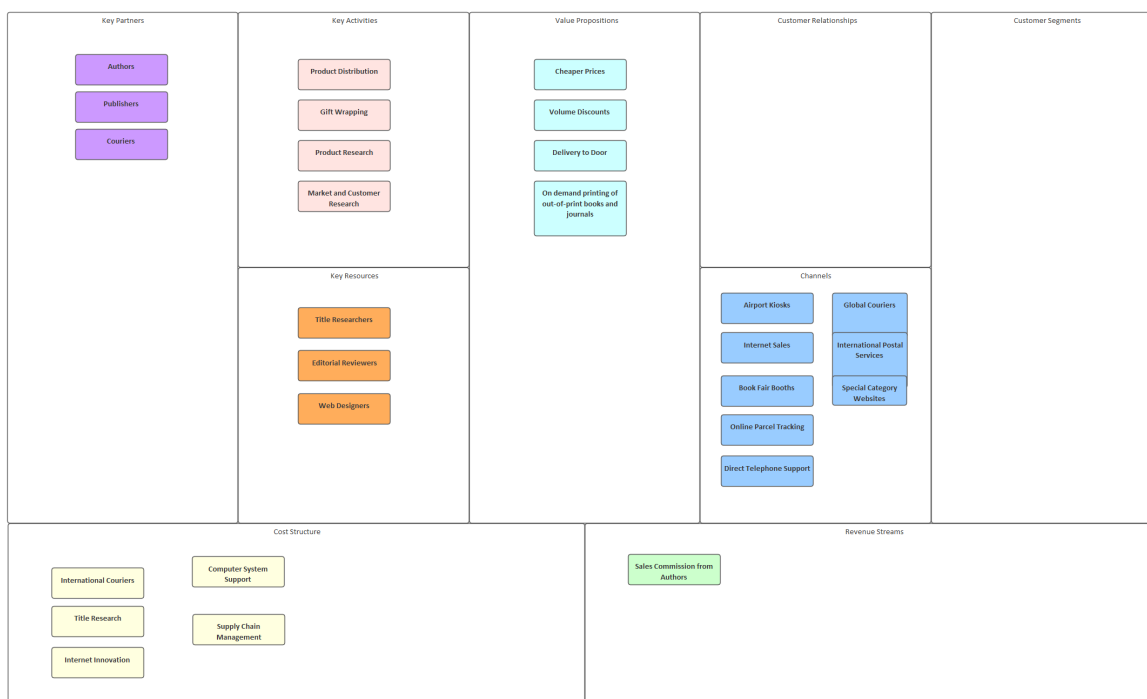 Key Partners
Authors
Publishers
Couriers
Key Activities
Product Distribution
Gift Wrapping
Product Research
Market and Customer
Research
Key Resources
Title Researchers
Editorial Reviewers
Web Designers
Value Propositions
Cheaper Prices
Volume Discounts
Delivery to Door
On demand printing of
out-of-print books and
journals
Customer Relationships
Channels
Airport Kiosks
Internet Sales
Book Fair Booths
Online Parcel Tracking
Direct Telephone Support
Global Couriers
International Postal
Services
Special Category
Websites
Customer Segments
Cost Structure
International Couriers
Title Research
Internet Innovation
Computer System
Support
Supply Chain
Management
Revenue Streams
Sales Commission from
Authors